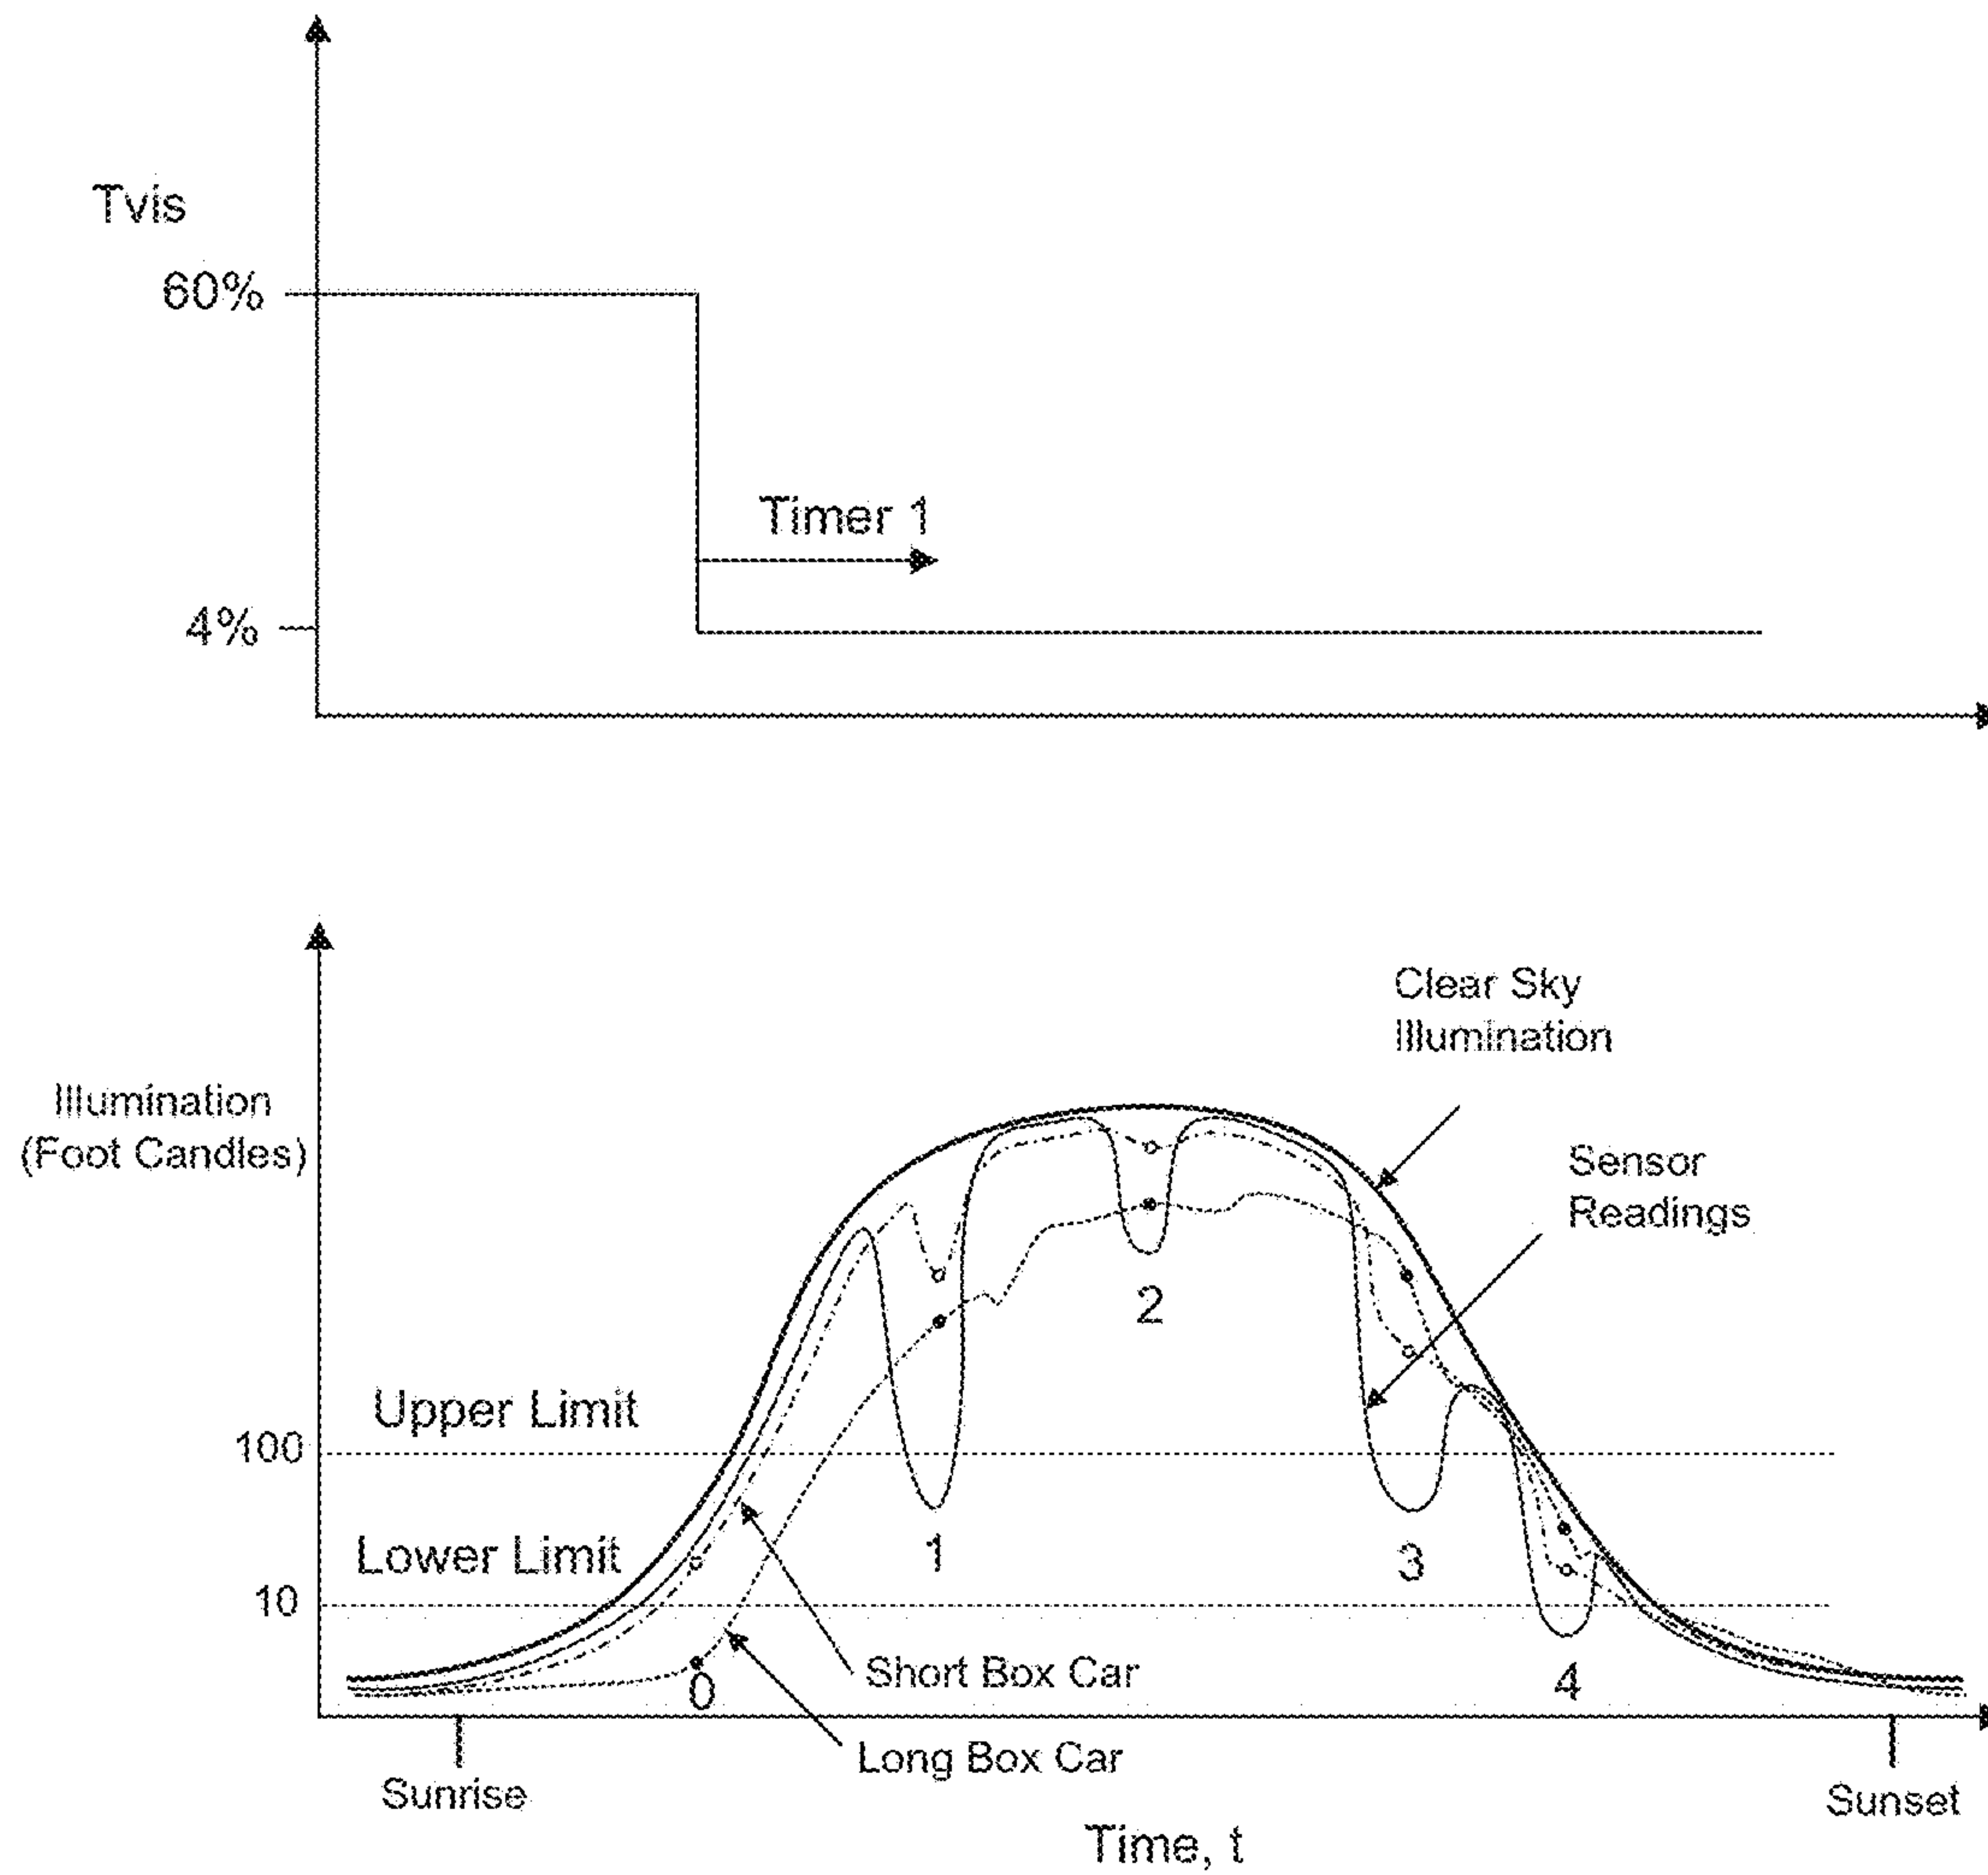 Tvis
60%
Timer 1
4%
Clear Sky
Illumination
Illumination
(Foot Candles)
Sensor
Readings
2
Upper Limit
100
1
3
Lower Limit
10
Short Box Car
0
4
Long Box Car
Sunrise
Sunset
Time, t